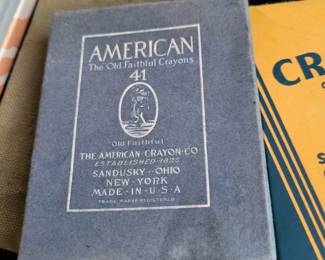 AMERICAN
The Old Faithful Crayons
41
Old Faithful
THE·AMERICAN·CRAYON·CO
ESTABLISHED·1835
SANDUSKY - OHIO
NEW·YORK
MADE·IN·U·S·A
TRADE MARK REGISTERED
CR
S